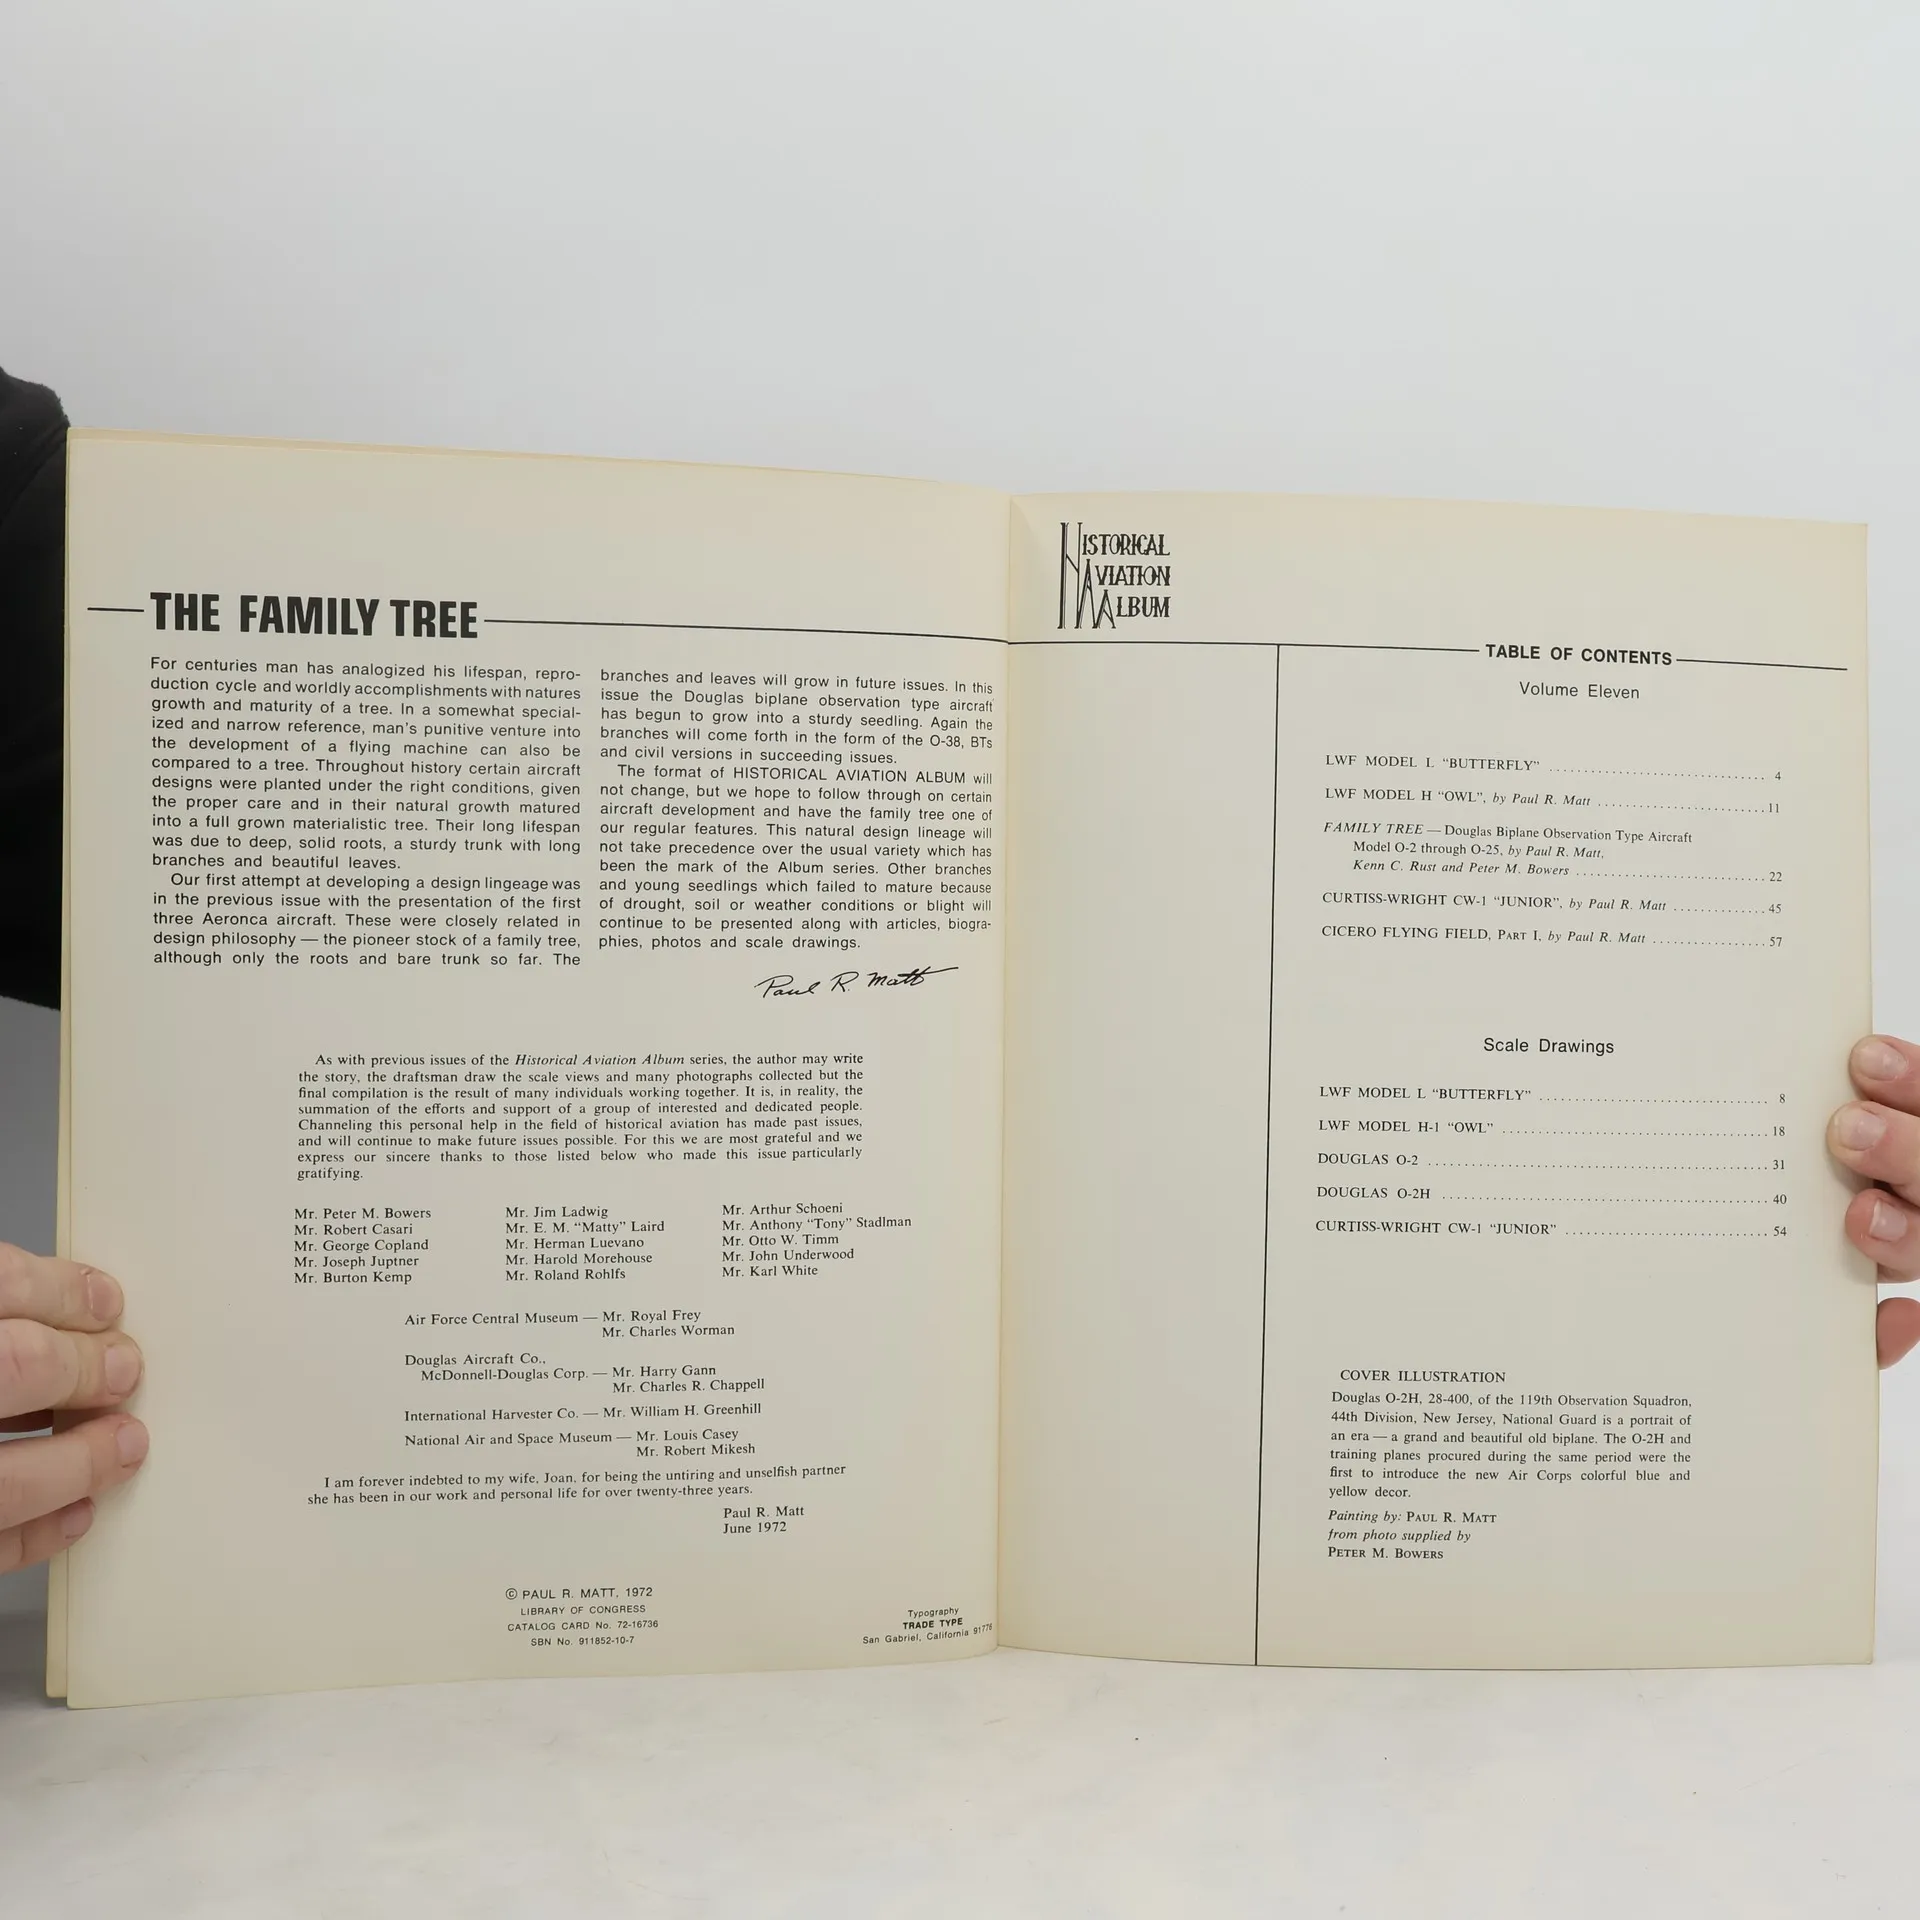 THE FAMILY TREE
For centuries man has analogized his lifespan, repro-
duction cycle and worldly accomplishments with natures
growth and maturity of a tree. In a somewhat special-
ized and narrow reference, man's punitive venture into
the development of a flying machine can also be
compared to a tree. Throughout history certain aircraft
designs were planted under the right conditions, given
the proper care and in their natural growth matured
into a full grown materialistic tree. Their long lifespan
was due to deep, solid roots, a sturdy trunk with long
branches and beautiful leaves.
Our first attempt at developing a design lingeage was
in the previous issue with the presentation of the first
three Aeronca aircraft. These were closely related in
design philosophy — the pioneer stock of a family tree,
although only the roots and bare trunk so far. The
branches and leaves will grow in future issues. In this
issue the Douglas biplane observation type aircraft
has begun to grow into a sturdy seedling. Again the
branches will come forth in the form of the O-38, BTs
and civil versions in succeeding issues.
The format of HISTORICAL AVIATION ALBUM will
not change, but we hope to follow through on certain
aircraft development and have the family tree one of
our regular features. This natural design lineage will
not take precedence over the usual variety which has
been the mark of the Album series. Other branches
and young seedlings which failed to mature because
of drought, soil or weather conditions or blight will
continue to be presented along with articles, biogra-
phies, photos and scale drawings.
Paul R. Matt
As with previous issues of the Historical Aviation Album series, the author may write
the story, the draftsman draw the scale views and many photographs collected but the
final compilation is the result of many individuals working together. It is, in reality, the
summation of the efforts and support of a group of interested and dedicated people.
Channeling this personal help in the field of historical aviation has made past issues,
and will continue to make future issues possible. For this we are most grateful and we
express our sincere thanks to those listed below who made this issue particularly
gratifying.
Mr. Peter M. Bowers
Mr. Robert Casari
Mr. George Copland
Mr. Joseph Juptner
Mr. Burton Kemp
Mr. Jim Ladwig
Mr. E. M. “Matty” Laird
Mr. Herman Luevano
Mr. Harold Morehouse
Mr. Roland Rohlfs
Mr. Arthur Schoeni
Mr. Anthony “Tony” Stadlman
Mr. Otto W. Timm
Mr. John Underwood
Mr. Karl White
Air Force Central Museum — Mr. Royal Frey
Mr. Charles Worman
Douglas Aircraft Co.,
McDonnell-Douglas Corp. — Mr. Harry Gann
Mr. Charles R. Chappell
International Harvester Co. — Mr. William H. Greenhill
National Air and Space Museum — Mr. Louis Casey
Mr. Robert Mikesh
I am forever indebted to my wife, Joan, for being the untiring and unselfish partner
she has been in our work and personal life for over twenty-three years.
Paul R. Matt
June 1972
© PAUL R. MATT, 1972
LIBRARY OF CONGRESS
CATALOG CARD No. 72-16736
SBN No. 911852-10-7
Typography
TRADE TYPE
San Gabriel, California 91776
HISTORICAL
AVIATION
ALBUM
TABLE OF CONTENTS
Volume Eleven
LWF MODEL L “BUTTERFLY” 4
LWF MODEL H “OWL”, by Paul R. Matt 11
FAMILY TREE — Douglas Biplane Observation Type Aircraft
Model O-2 through O-25, by Paul R. Matt,
Kenn C. Rust and Peter M. Bowers 22
CURTISS-WRIGHT CW-1 “JUNIOR”, by Paul R. Matt 45
CICERO FLYING FIELD, PART I, by Paul R. Matt 57
Scale Drawings
LWF MODEL L “BUTTERFLY” 8
LWF MODEL H-1 “OWL” 18
DOUGLAS O-2 31
DOUGLAS O-2H 40
CURTISS-WRIGHT CW-1 “JUNIOR” 54
COVER ILLUSTRATION
Douglas O-2H, 28-400, of the 119th Observation Squadron,
44th Division, New Jersey, National Guard is a portrait of
an era — a grand and beautiful old biplane. The O-2H and
training planes procured during the same period were the
first to introduce the new Air Corps colorful blue and
yellow decor.
Painting by: PAUL R. MATT
from photo supplied by
PETER M. BOWERS